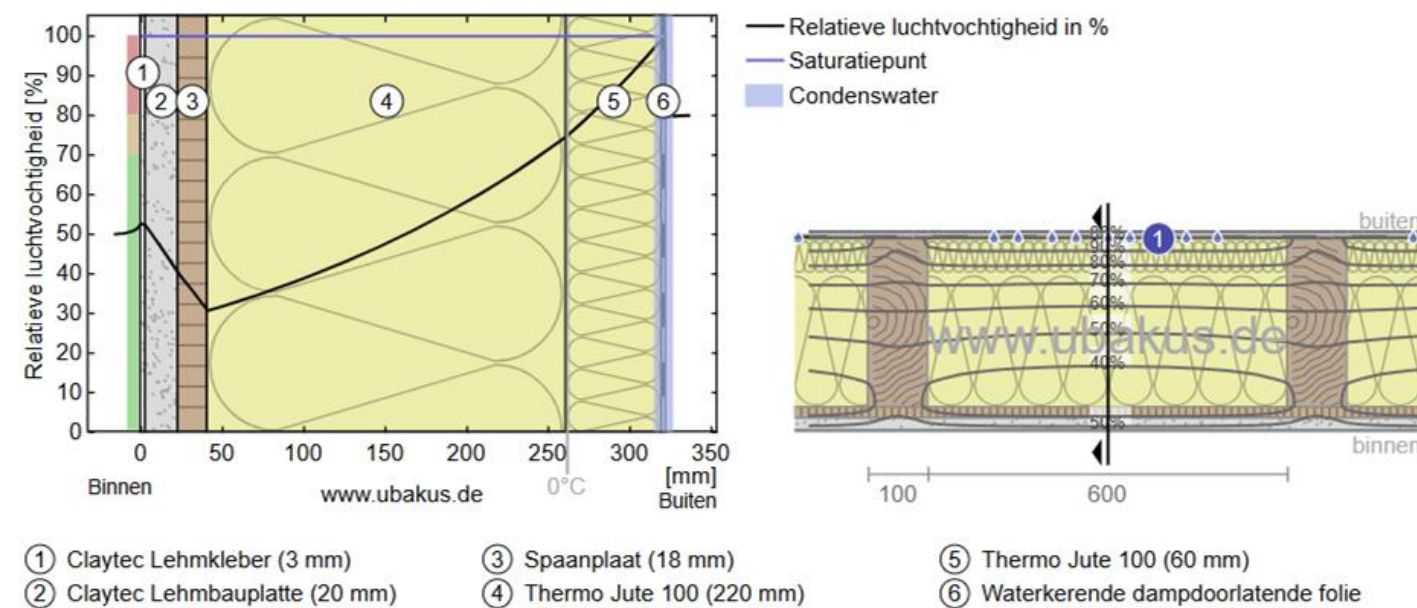 Relatieve luchtvochtigheid [%]
100
90
80
70
60
50
40
30
20
10
0
1
2
3
4
5
6
0
50
100
150
200
250
300
350
[mm]
Binnen
www.ubakus.de
0°C
Buiten
Relatieve luchtvochtigheid in %
Saturatiepunt
Condenswater
buiten
1
80%
70%
60%
50%
40%
50%
www.ubakus.de
binnen
100
600
1 Claytec Lehmkleber (3 mm)
2 Claytec Lehmbauplatte (20 mm)
3 Spaanplaat (18 mm)
4 Thermo Jute 100 (220 mm)
5 Thermo Jute 100 (60 mm)
6 Waterkerende dampdoorlatende folie